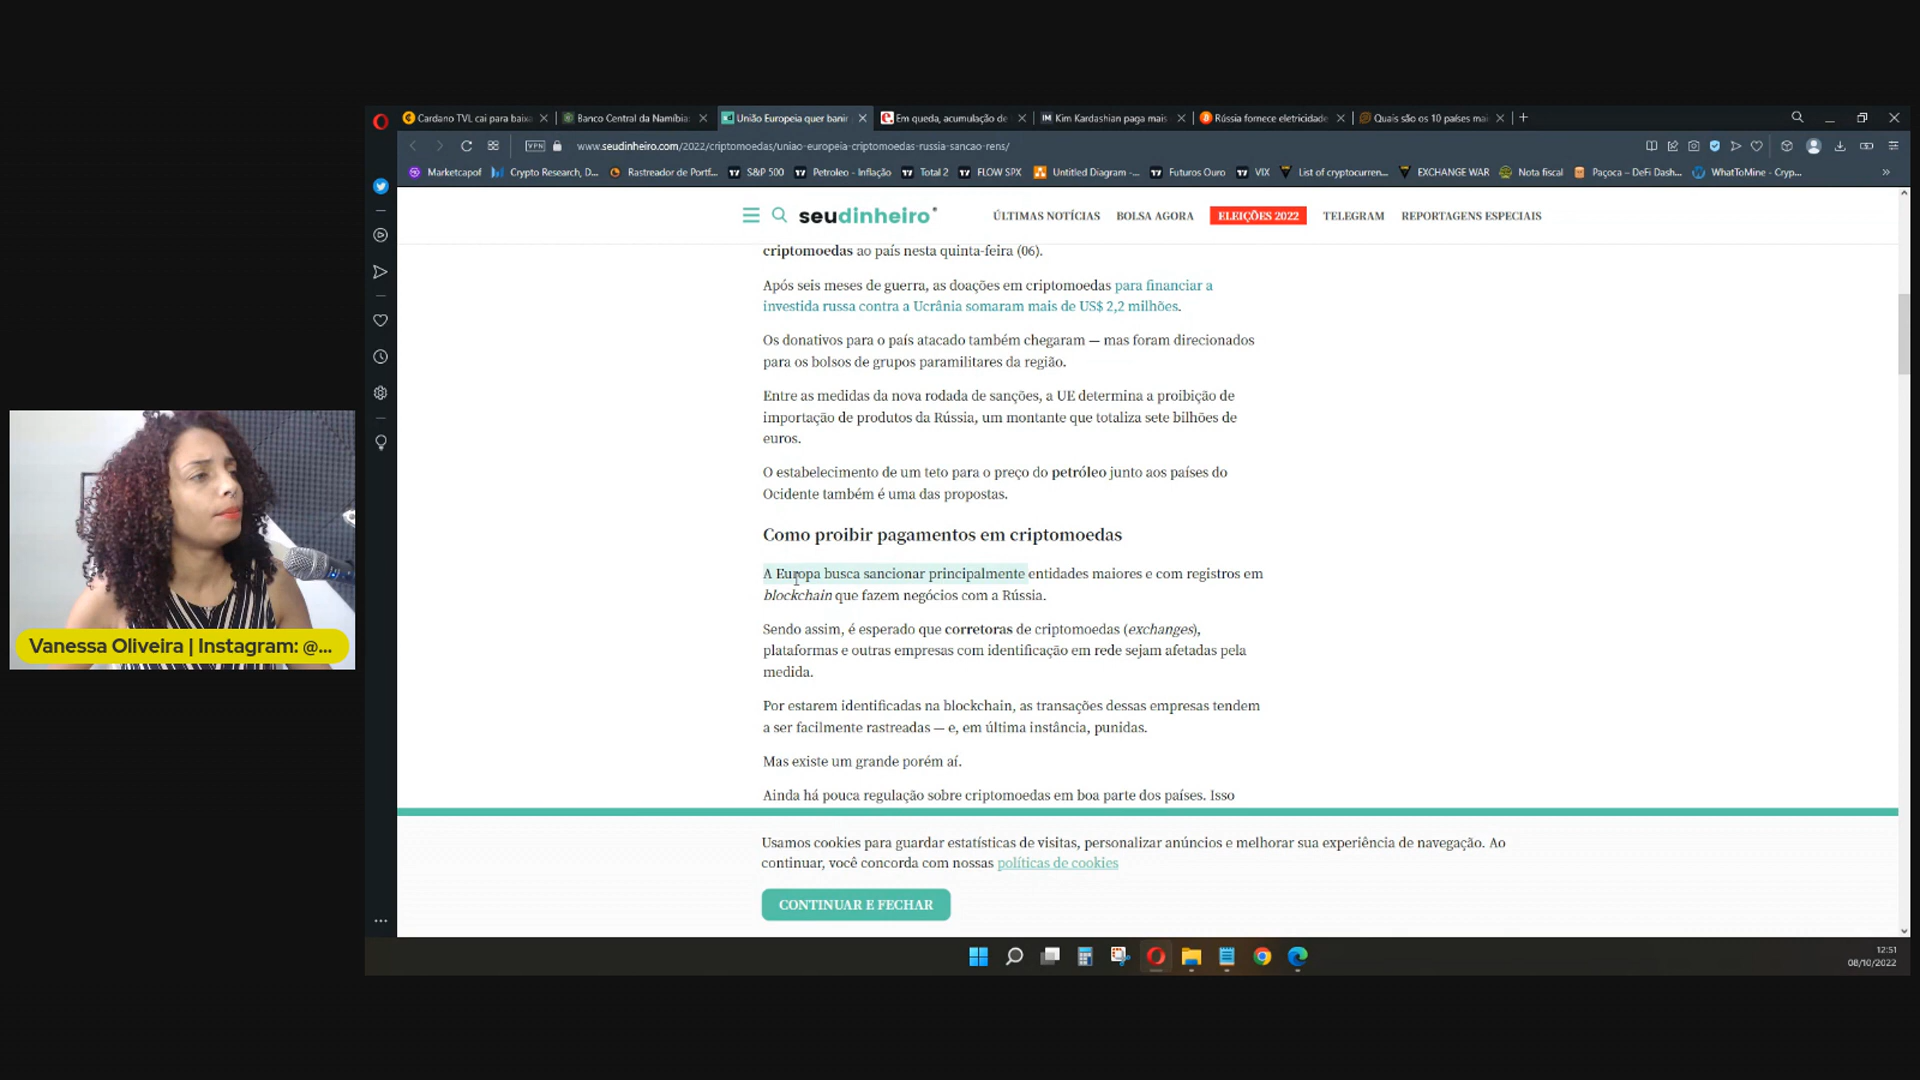 Cardano TVL cai para baixa
Banco Central da Namíbia:
União Europeia quer banir
Em queda, acumulação de
Kim Kardashian paga mais
Rússia fornece eletricidade
Quais são os 10 países mai
VPN
www.seudinheiro.com/2022/criptomoedas/uniao-europeia-criptomoedas-russia-sancao-rens/
Marketcapof
Crypto Research, D...
Rastreador de Portf...
S&P 500
Petroleo - Inflação
Total 2
FLOW SPX
Untitled Diagram -...
Futuros Ouro
VIX
List of cryptocurren...
EXCHANGE WAR
Nota fiscal
Paçoca – DeFi Dash...
WhatToMine - Cryp...
seudinheiro
ÚLTIMAS NOTÍCIAS
BOLSA AGORA
ELEIÇÕES 2022
TELEGRAM
REPORTAGENS ESPECIAIS
criptomoedas ao país nesta quinta-feira (06).
Após seis meses de guerra, as doações em criptomoedas para financiar a
investida russa contra a Ucrânia somaram mais de US$ 2,2 milhões.
Os donativos para o país atacado também chegaram — mas foram direcionados
para os bolsos de grupos paramilitares da região.
Entre as medidas da nova rodada de sanções, a UE determina a proibição de
importação de produtos da Rússia, um montante que totaliza sete bilhões de
euros.
O estabelecimento de um teto para o preço do petróleo junto aos países do
Ocidente também é uma das propostas.
Como proibir pagamentos em criptomoedas
A Europa busca sancionar principalmente entidades maiores e com registros em
blockchain que fazem negócios com a Rússia.
Sendo assim, é esperado que corretoras de criptomoedas (exchanges),
plataformas e outras empresas com identificação em rede sejam afetadas pela
medida.
Por estarem identificadas na blockchain, as transações dessas empresas tendem
a ser facilmente rastreadas — e, em última instância, punidas.
Mas existe um grande porém aí.
Ainda há pouca regulação sobre criptomoedas em boa parte dos países. Isso
Usamos cookies para guardar estatísticas de visitas, personalizar anúncios e melhorar sua experiência de navegação. Ao
continuar, você concorda com nossas políticas de cookies
CONTINUAR E FECHAR
12:51
08/10/2022
Vanessa Oliveira | Instagram: @...